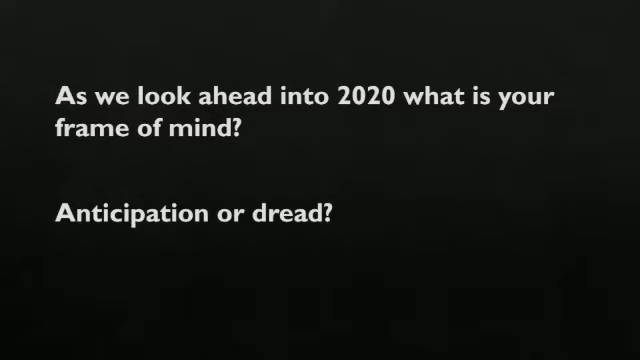 As we look ahead into 2020 what is your
frame of mind?
Anticipation or dread?